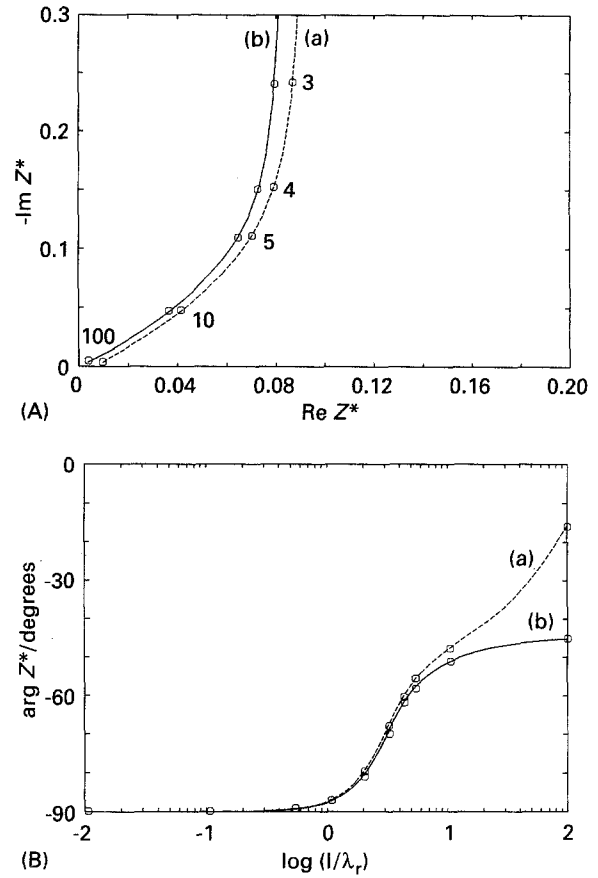 0.3
(b)
(a)
3
0.2
-Im Z*
4
0.1
5
100
10
0
0
0.04
0.08
0.12
0.16
0.20
(A)
Re Z*
0
(a)
-30
arg Z*/degrees
(b)
-60
-90
-2
-1
0
1
2
(B)
log (l/λr)